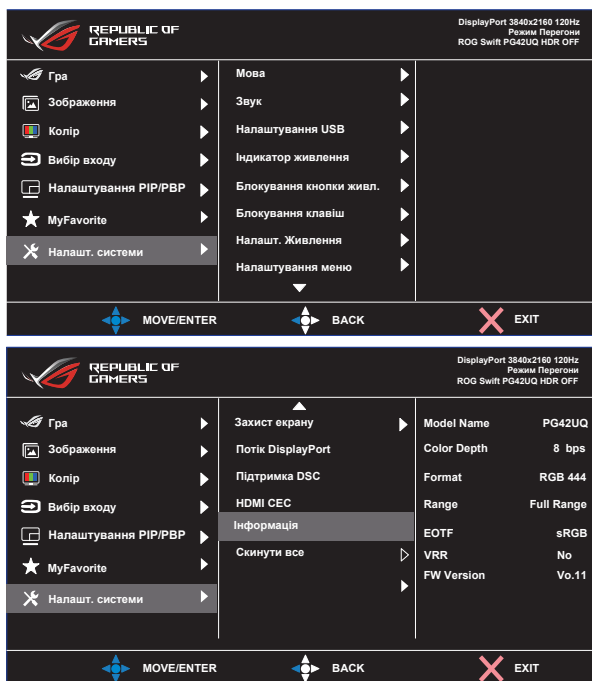 REPUBLIC OF
GAMERS
DisplayPort 3840x2160 120Hz
Режим Перегони
ROG Swift PG42UQ HDR OFF
Гра
Зображення
Колір
Вибір входу
Налаштування PIP/PBP
MyFavorite
Налашт. системи
Мова
Звук
Налаштування USB
Індикатор живлення
Блокування кнопки живл.
Блокування клавіш
Налашт. Живлення
Налаштування меню
MOVE/ENTER
BACK
EXIT
REPUBLIC OF
GAMERS
DisplayPort 3840x2160 120Hz
Режим Перегони
ROG Swift PG42UQ HDR OFF
Гра
Зображення
Колір
Вибір входу
Налаштування PIP/PBP
MyFavorite
Налашт. системи
Захист екрану
Потік DisplayPort
Підтримка DSC
HDMI CEC
Інформація
Скинути все
Model Name PG42UQ
Color Depth 8 bps
Format RGB 444
Range Full Range
EOTF sRGB
VRR No
FW Version Vo.11
MOVE/ENTER
BACK
EXIT